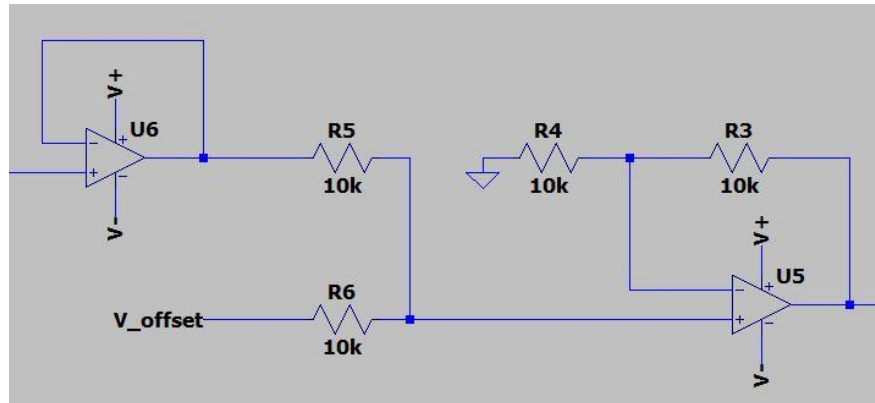 V+
U6
R5
10k
V-
R4
10k
R3
10k
V+
U5
V-
R6
10k
V_offset